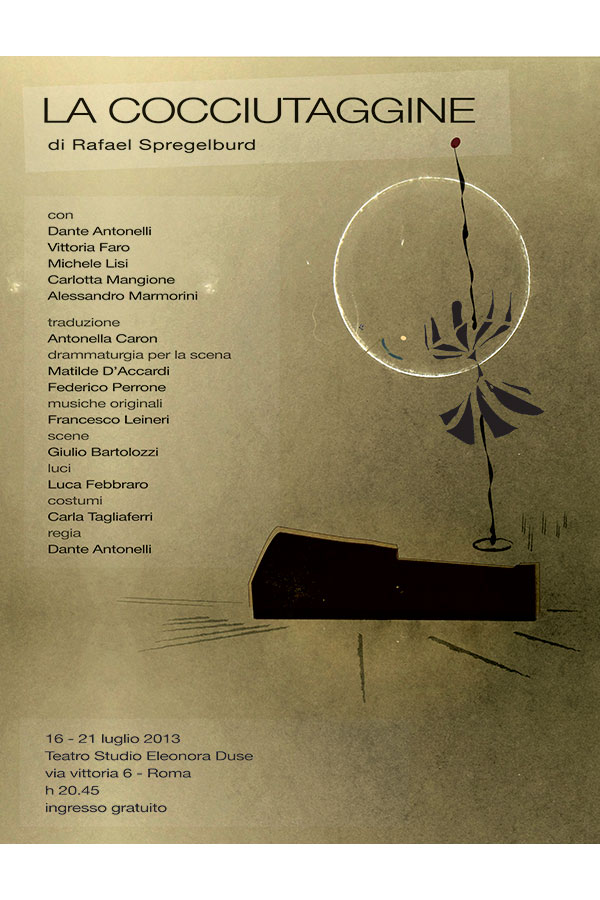 LA COCCIUTAGGINE
di Rafael Spregelburd
con
Dante Antonelli
Vittoria Faro
Michele Lisi
Carlotta Mangione
Alessandro Marmorini
traduzione
Antonella Caron
drammaturgia per la scena
Matilde D'Accardi
Federico Perrone
musiche originali
Francesco Leineri
scene
Giulio Bartolozzi
luci
Luca Febbraro
costumi
Carla Tagliaferri
regia
Dante Antonelli
16 - 21 luglio 2013
Teatro Studio Eleonora Duse
via vittoria 6 - Roma
h 20.45
ingresso gratuito